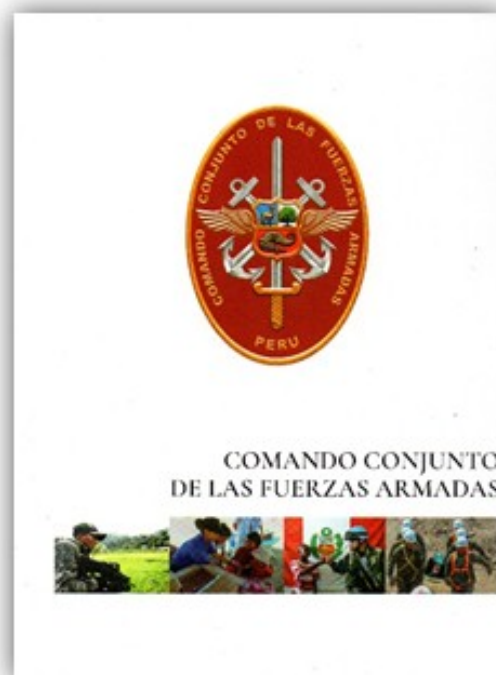 COMANDO CONJUNTO DE LAS FUERZAS ARMADAS
PERU
COMANDO CONJUNTO
DE LAS FUERZAS ARMADAS